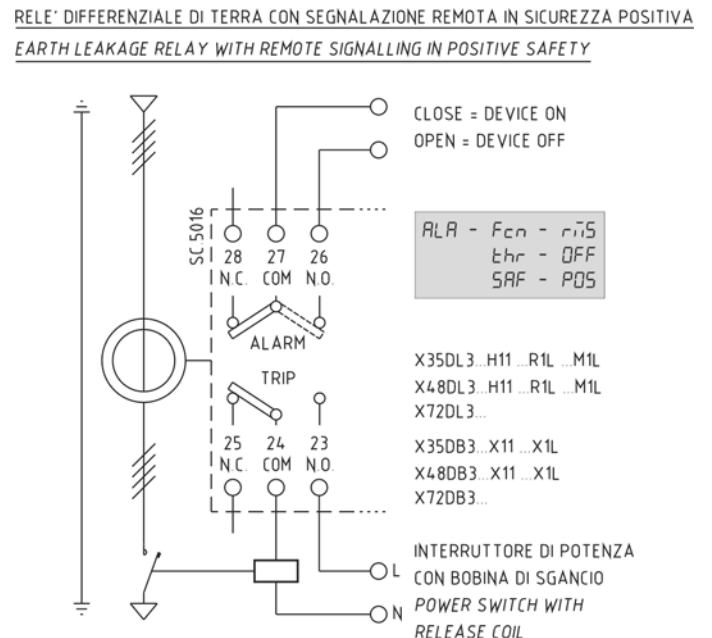 RELE' DIFFERENZIALE DI TERRA CON SEGNALAZIONE REMOTA IN SICUREZZA POSITIVA
EARTH LEAKAGE RELAY WITH REMOTE SIGNALLING IN POSITIVE SAFETY
CLOSE = DEVICE ON
OPEN = DEVICE OFF
SC.5016
28 27 26
N.C. COM N.O.
ALARM
TRIP
25 24 23
N.C. COM N.O.
ALA - Fcn - rmS
thr - OFF
SAF - POS
X35DL3...H11 ...R1L ...M1L
X48DL3...H11 ...R1L ...M1L
X72DL3...
X35DB3...X11 ...X1L
X48DB3...X11 ...X1L
X72DB3...
L
N
INTERRUTTORE DI POTENZA
CON BOBINA DI SGANCIO
POWER SWITCH WITH
RELEASE COIL